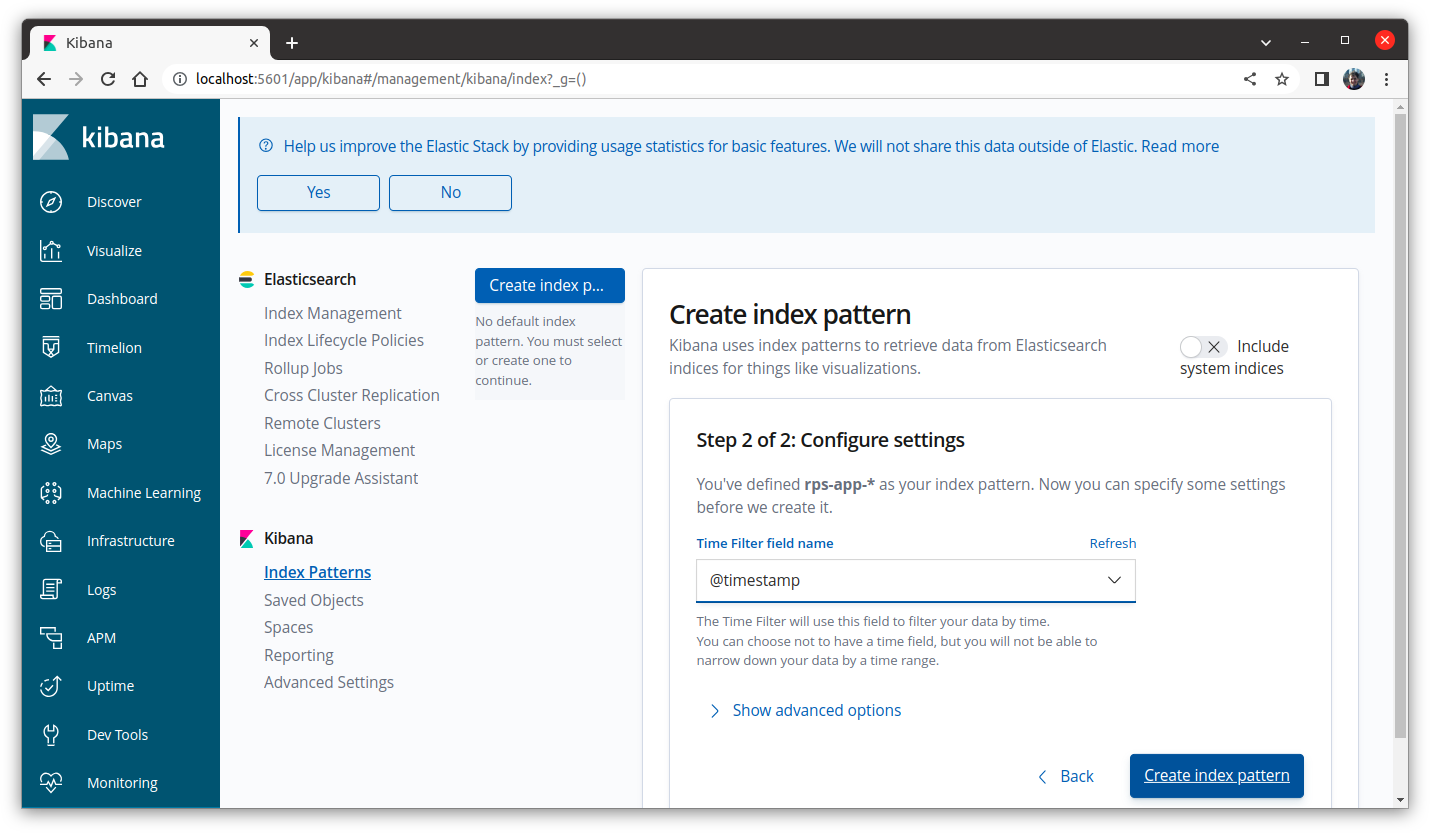 Kibana
localhost:5601/app/kibana#/management/kibana/index?_g=()
kibana
Discover
Visualize
Dashboard
Timelion
Canvas
Maps
Machine Learning
Infrastructure
Logs
APM
Uptime
Dev Tools
Monitoring
Help us improve the Elastic Stack by providing usage statistics for basic features. We will not share this data outside of Elastic. Read more
Yes
No
Elasticsearch
Index Management
Index Lifecycle Policies
Rollup Jobs
Cross Cluster Replication
Remote Clusters
License Management
7.0 Upgrade Assistant
Kibana
Index Patterns
Saved Objects
Spaces
Reporting
Advanced Settings
Create index p...
No default index
pattern. You must select
or create one to
continue.
Create index pattern
Kibana uses index patterns to retrieve data from Elasticsearch
indices for things like visualizations.
Include
system indices
Step 2 of 2: Configure settings
You've defined rps-app-* as your index pattern. Now you can specify some settings
before we create it.
Time Filter field name
Refresh
@timestamp
The Time Filter will use this field to filter your data by time.
You can choose not to have a time field, but you will not be able to
narrow down your data by a time range.
Show advanced options
Back
Create index pattern